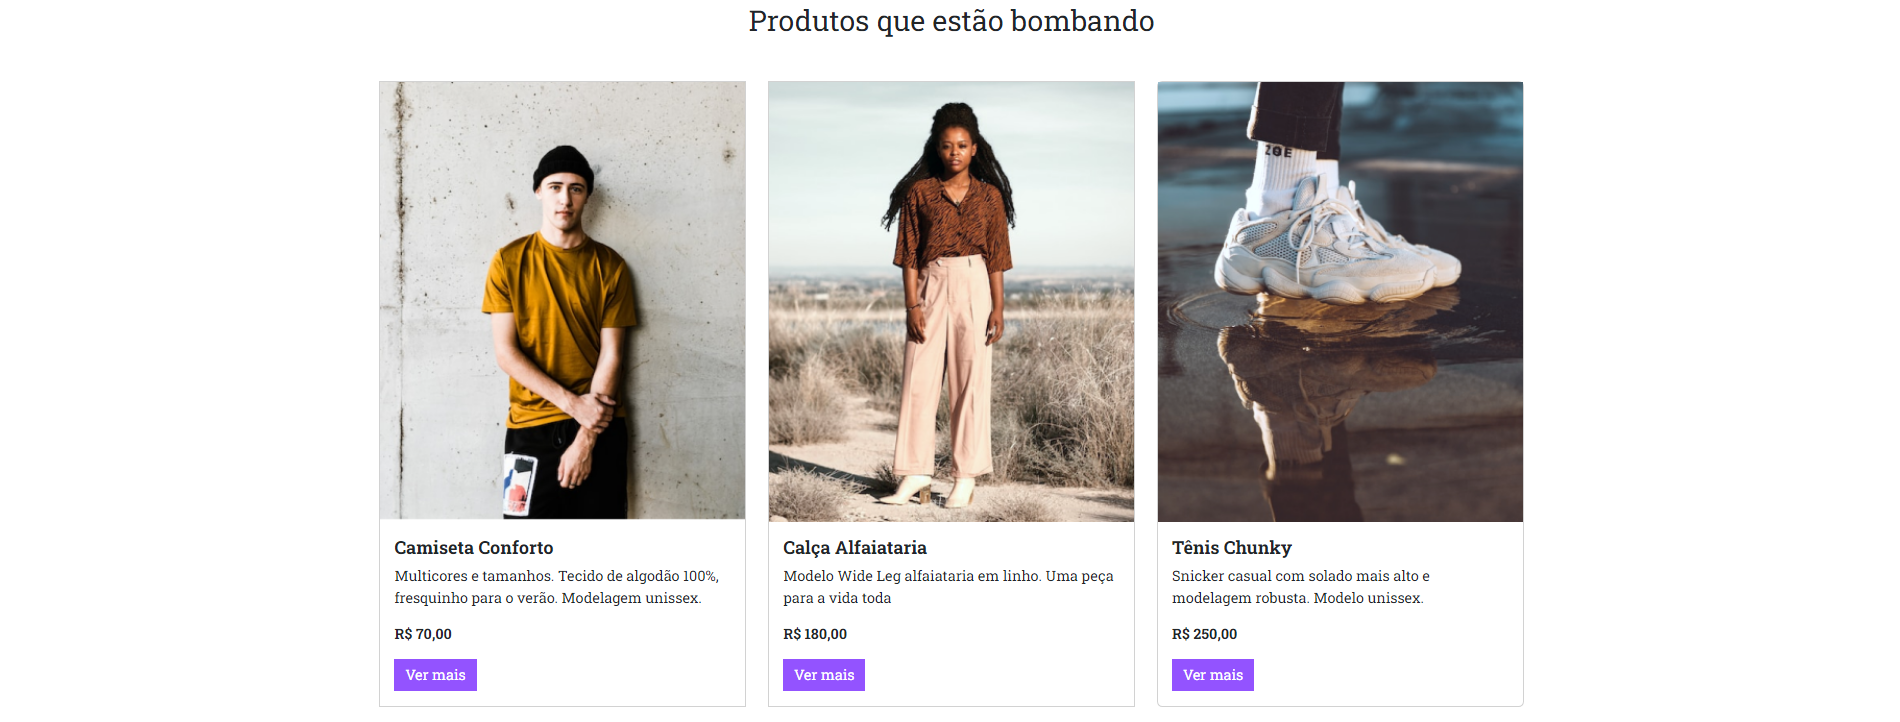 Produtos que estão bombando
ZOE
Camiseta Conforto
Multicores e tamanhos. Tecido de algodão 100%,
fresquinho para o verão. Modelagem unissex.
R$ 70,00
Ver mais
Calça Alfaiataria
Modelo Wide Leg alfaiataria em linho. Uma peça
para a vida toda
R$ 180,00
Ver mais
Tênis Chunky
Snicker casual com solado mais alto e
modelagem robusta. Modelo unissex.
R$ 250,00
Ver mais